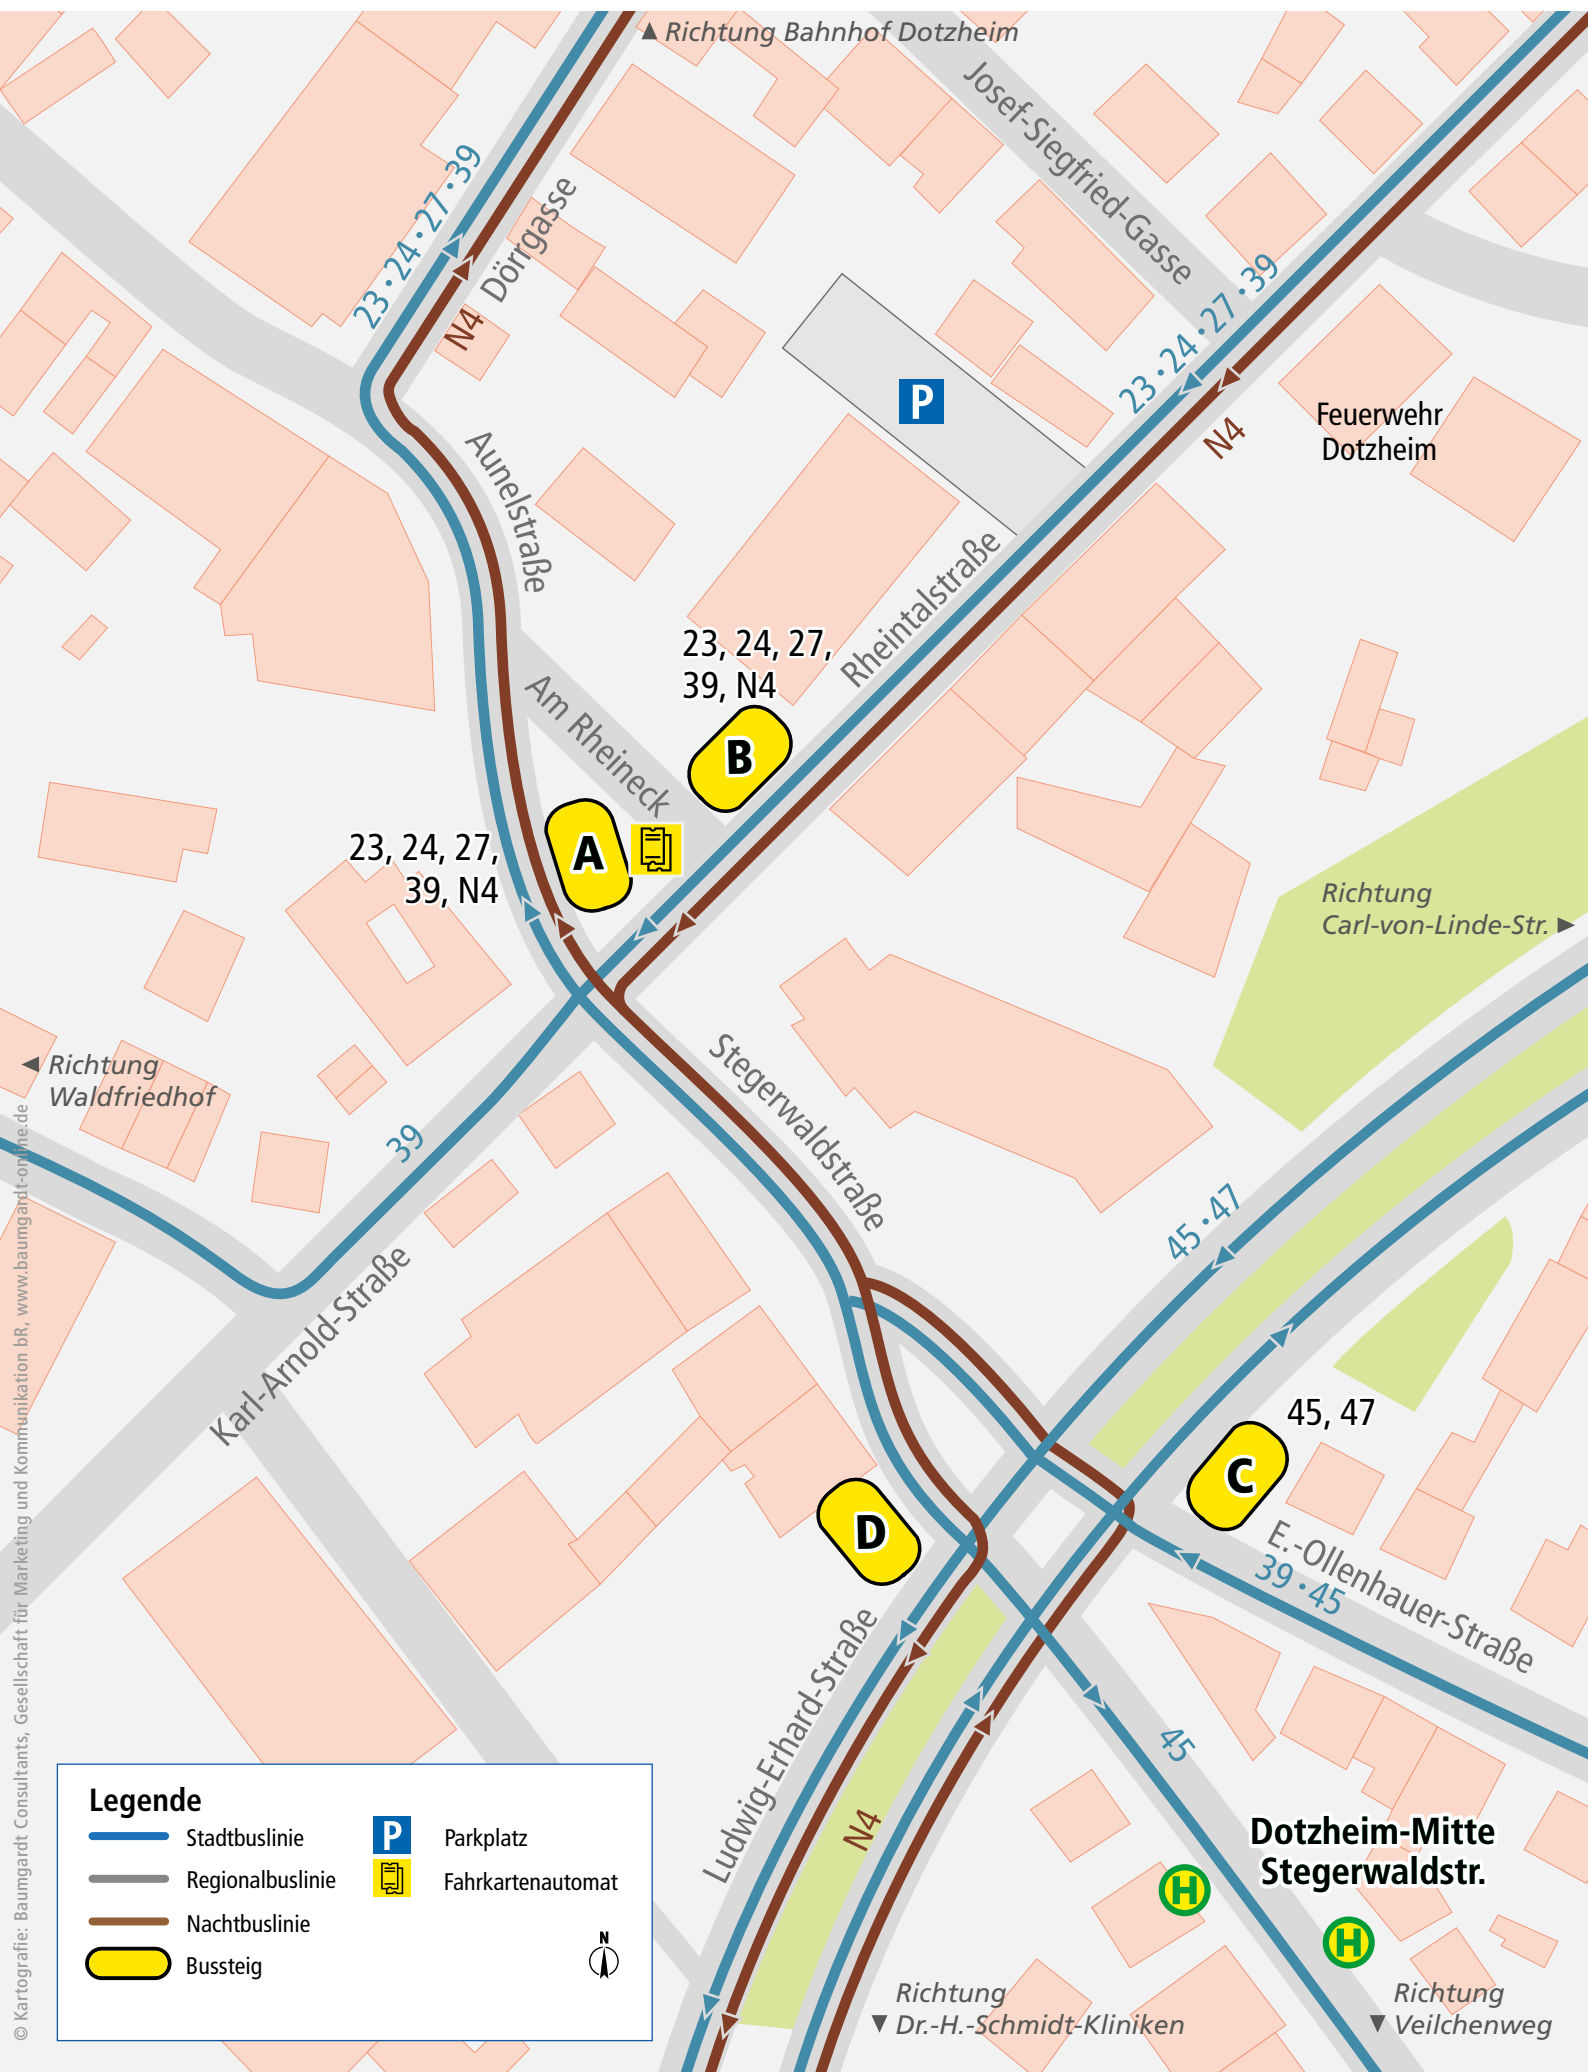 Richtung Bahnhof Dotzheim
Josef-Siegfried-Gasse
23 • 24 • 27 • 39
Dörrgasse
N4
23 • 24 • 27 • 39
P
N4
Feuerwehr
Dotzheim
Aunelstraße
Rheintalstraße
23, 24, 27,
39, N4
Am Rheineck
B
23, 24, 27,
39, N4
A
Richtung
Carl-von-Linde-Str.
Richtung
Waldfriedhof
Stegerwaldstraße
39
45 • 47
Karl-Arnold-Straße
45, 47
C
D
E.-Ollenhauer-Straße
39 • 45
Ludwig-Erhard-Straße
45
N4
Dotzheim-Mitte
Stegerwaldstr.
H
H
Richtung
Dr.-H.-Schmidt-Kliniken
Richtung
Veilchenweg
Legende
Stadtbuslinie
Regionalbuslinie
Nachtbuslinie
Bussteig
P
Parkplatz
Fahrkartenautomat
N
© Kartografie: Baumgardt Consultants, Gesellschaft für Marketing und Kommunikation bR, www.baumgardt-online.de